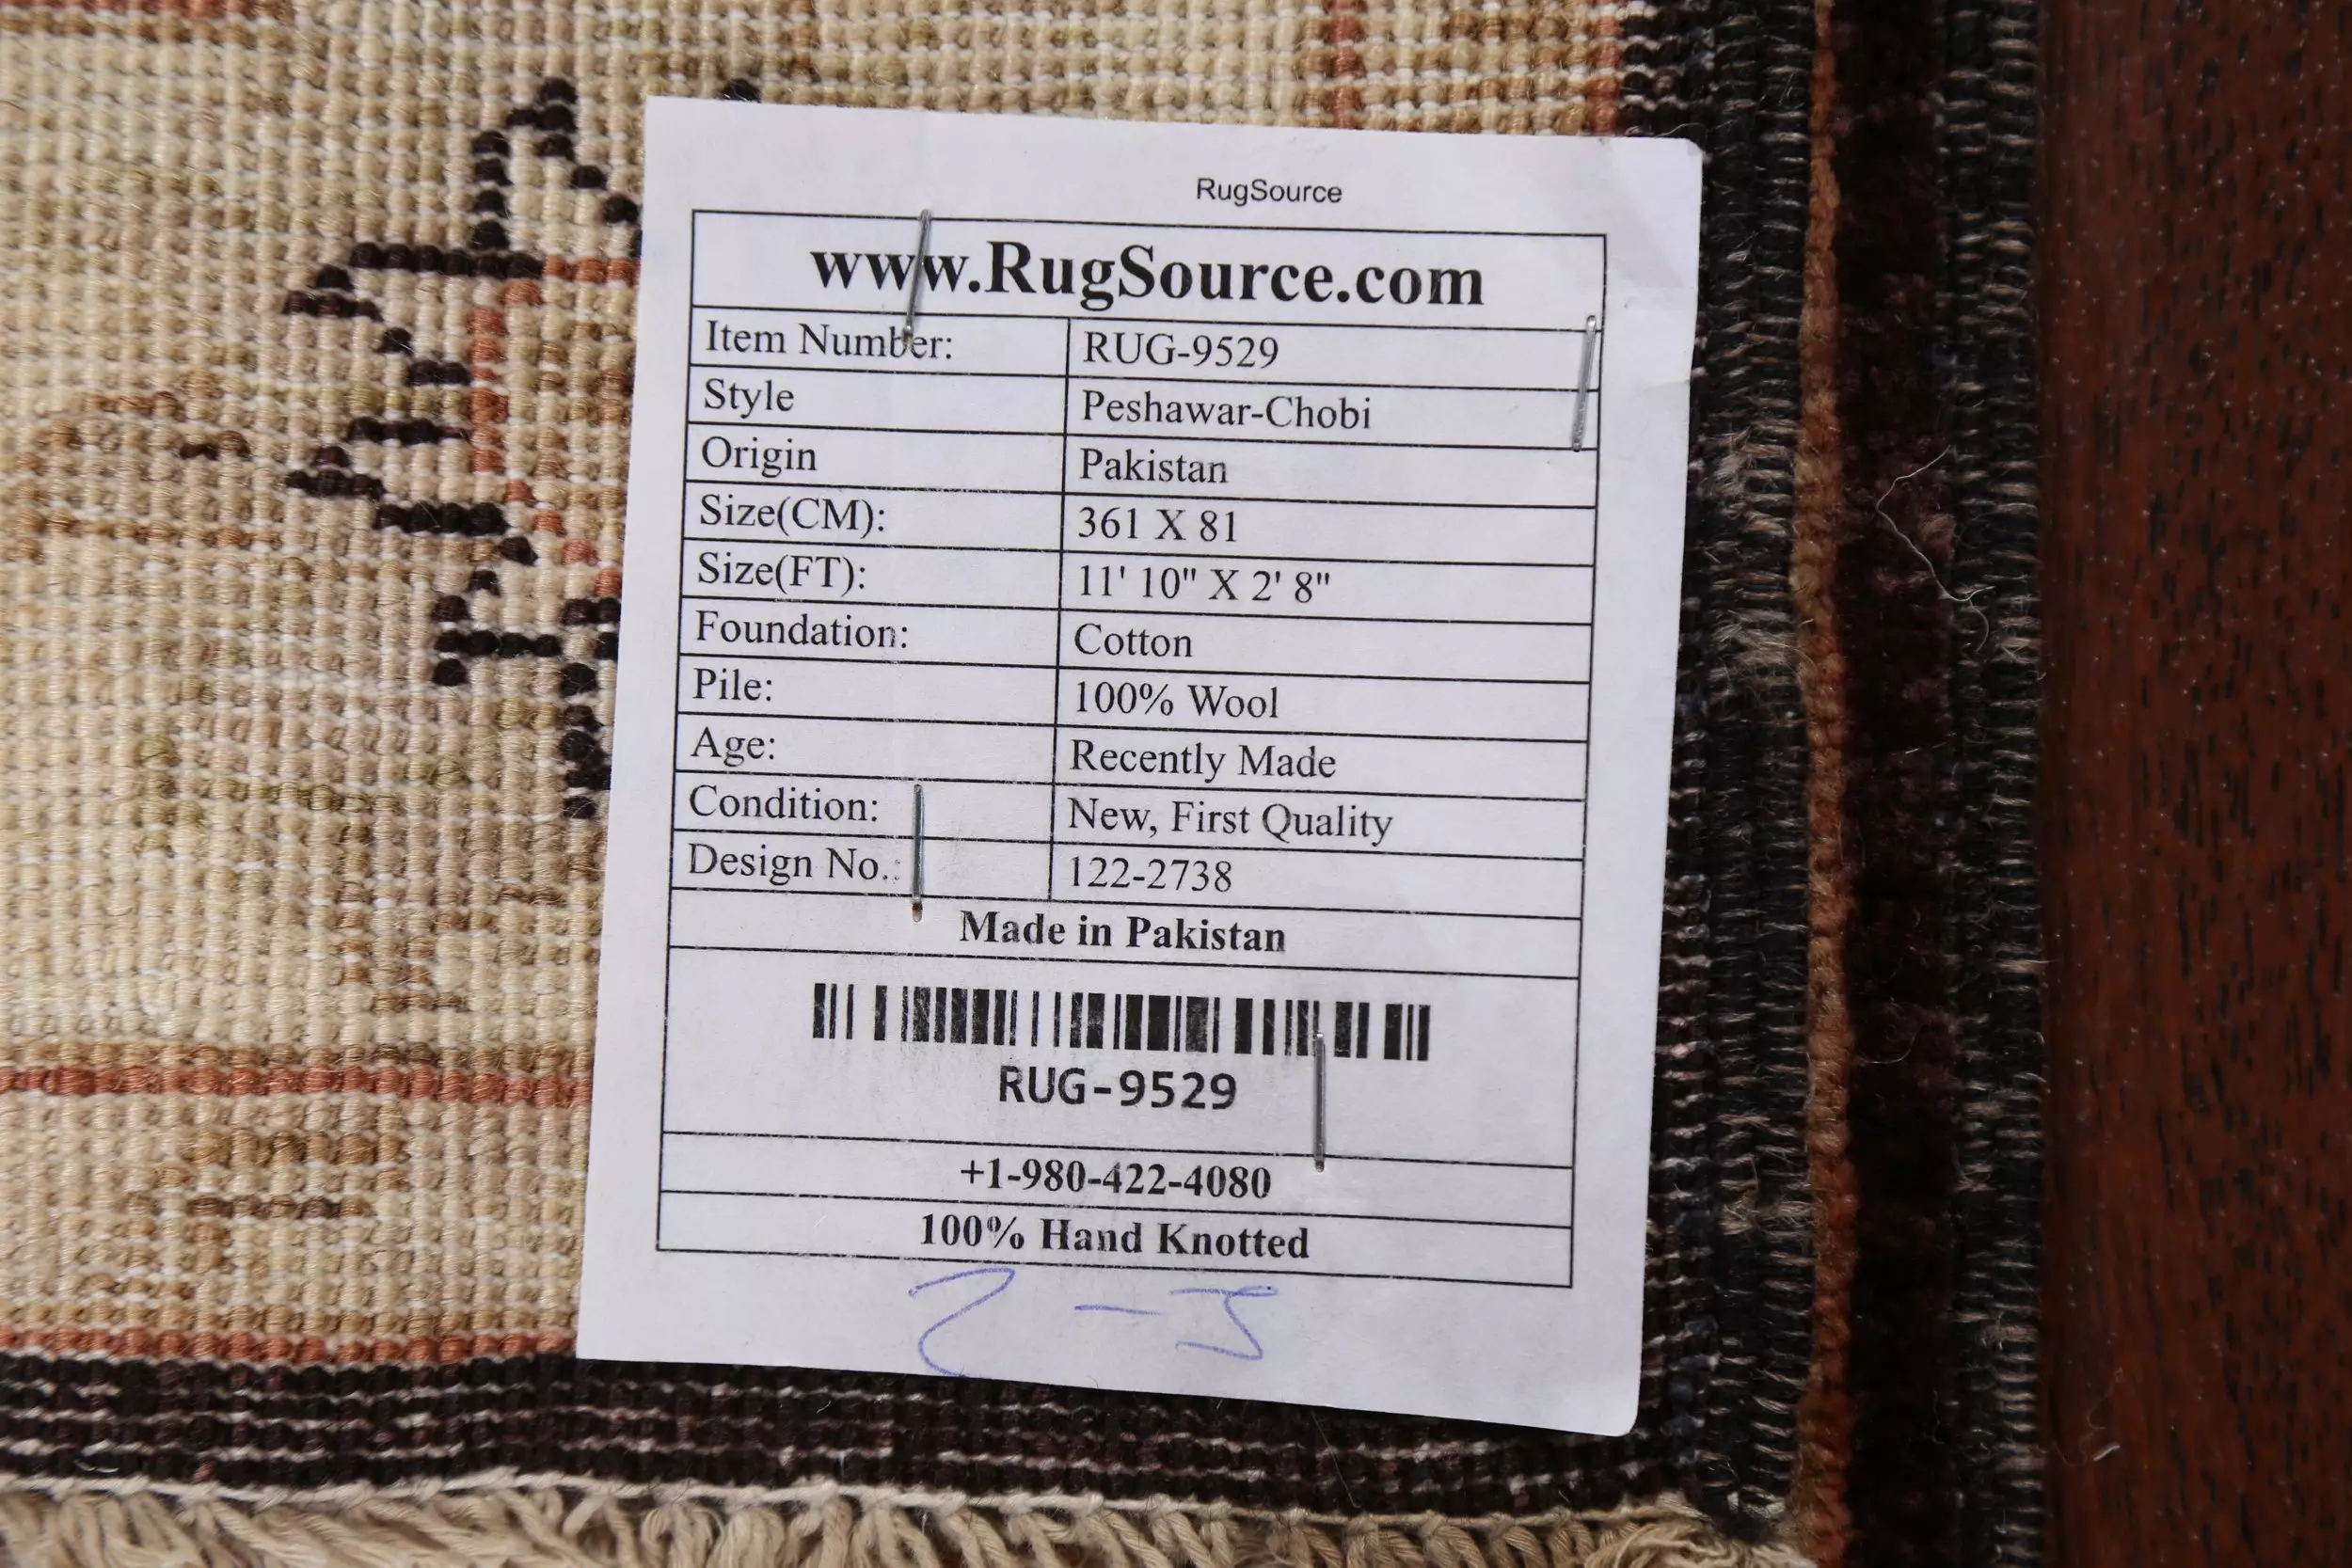 RugSource
www.RugSource.com
Item Number: RUG-9529
Style Peshawar-Chobi
Origin Pakistan
Size(CM): 361 X 81
Size(FT): 11' 10" X 2' 8"
Foundation: Cotton
Pile: 100% Wool
Age: Recently Made
Condition: New, First Quality
Design No.: 122-2738
Made in Pakistan
RUG-9529
+1-980-422-4080
100% Hand Knotted